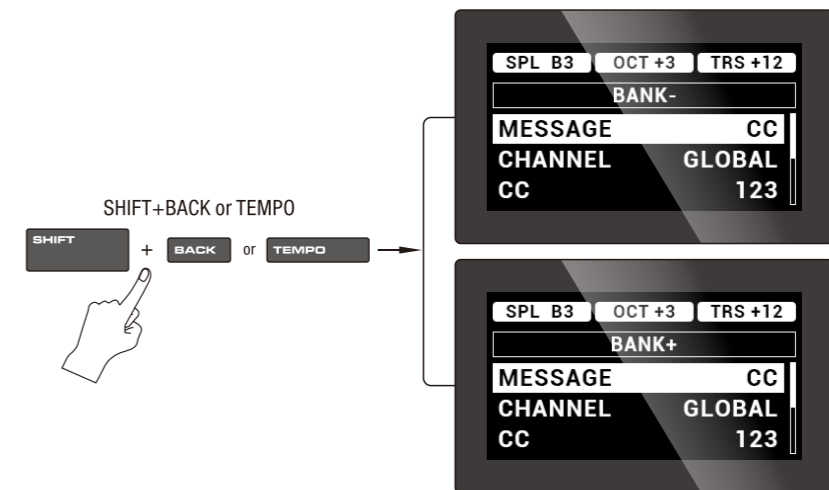 SPL B3 OCT +3 TRS +12
BANK-
MESSAGE CC
CHANNEL GLOBAL
CC 123
SHIFT+BACK or TEMPO
SHIFT + BACK or TEMPO
SPL B3 OCT +3 TRS +12
BANK+
MESSAGE CC
CHANNEL GLOBAL
CC 123